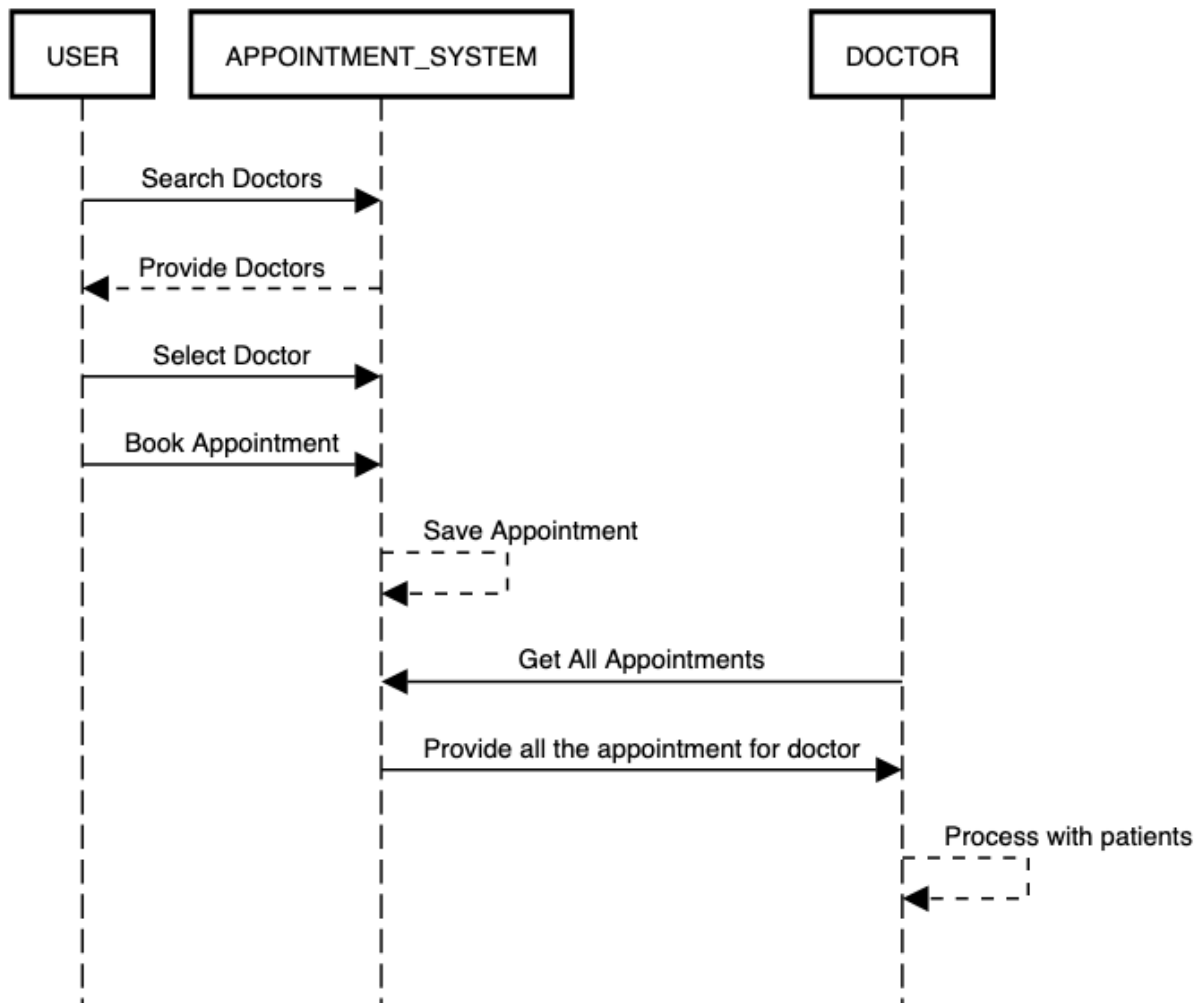 USER
APPOINTMENT_SYSTEM
DOCTOR
Search Doctors
Provide Doctors
Select Doctor
Book Appointment
Save Appointment
Get All Appointments
Provide all the appointment for doctor
Process with patients